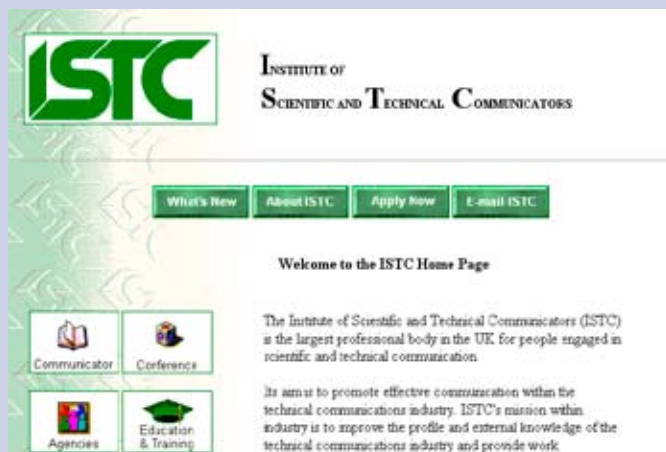 ISTC
INSTITUTE OF
SCIENTIFIC AND TECHNICAL COMMUNICATORS
What's New
About ISTC
Apply Now
E-mail ISTC
Welcome to the ISTC Home Page
The Institute of Scientific and Technical Communicators (ISTC)
is the largest professional body in the UK for people engaged in
scientific and technical communication.
Its aim is to promote effective communication within the
technical communications industry. ISTC's mission within
industry is to improve the profile and external knowledge of the
technical communications industry and provide work
Communicator
Conference
Agencies
Education
& Training